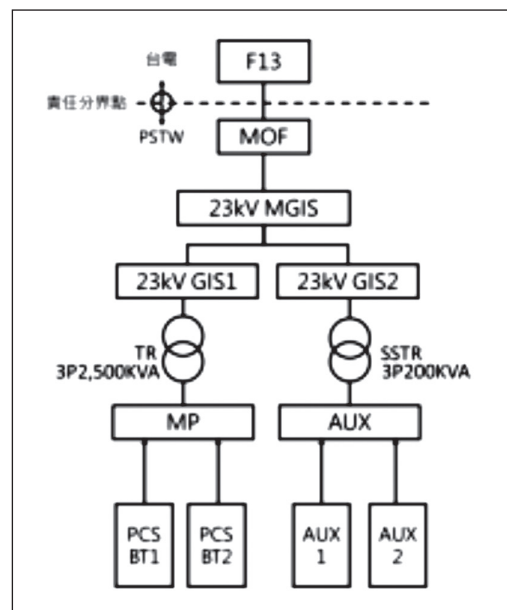 台電
F13
責任分界點
PSTW
MOF
23kV MGIS
23kV GIS1
23kV GIS2
TR
3P2,500KVA
SSTR
3P200KVA
MP
AUX
PCS
BT1
PCS
BT2
AUX
1
AUX
2